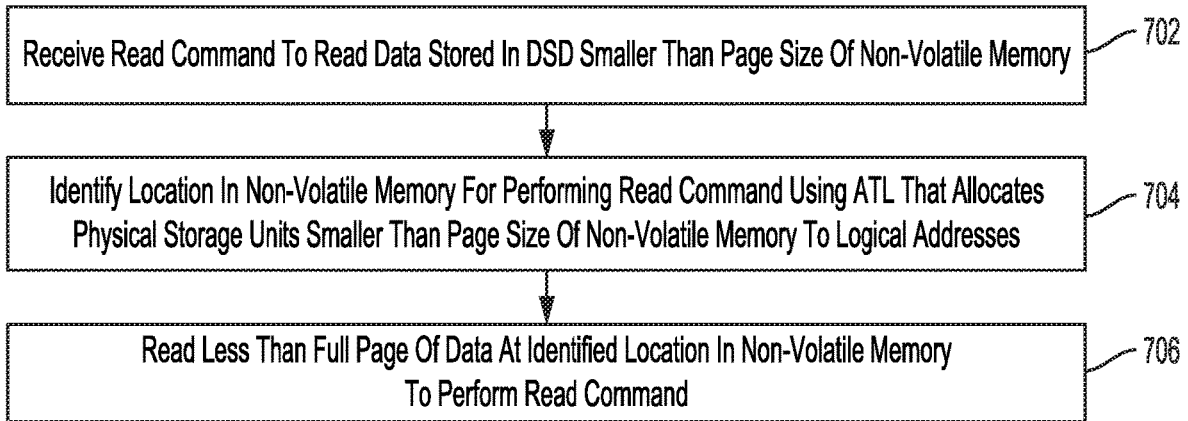 Receive Read Command To Read Data Stored In DSD Smaller Than Page Size Of Non-Volatile Memory
702
Identify Location In Non-Volatile Memory For Performing Read Command Using ATL That Allocates
Physical Storage Units Smaller Than Page Size Of Non-Volatile Memory To Logical Addresses
704
Read Less Than Full Page Of Data At Identified Location In Non-Volatile Memory
To Perform Read Command
706